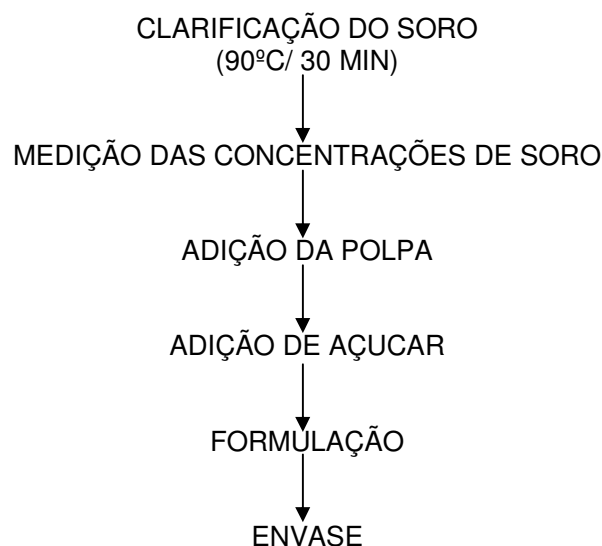 CLARIFICAÇÃO DO SORO
(90ºC/ 30 MIN)
MEDIÇÃO DAS CONCENTRAÇÕES DE SORO
ADIÇÃO DA POLPA
ADIÇÃO DE AÇUCAR
FORMULAÇÃO
ENVASE